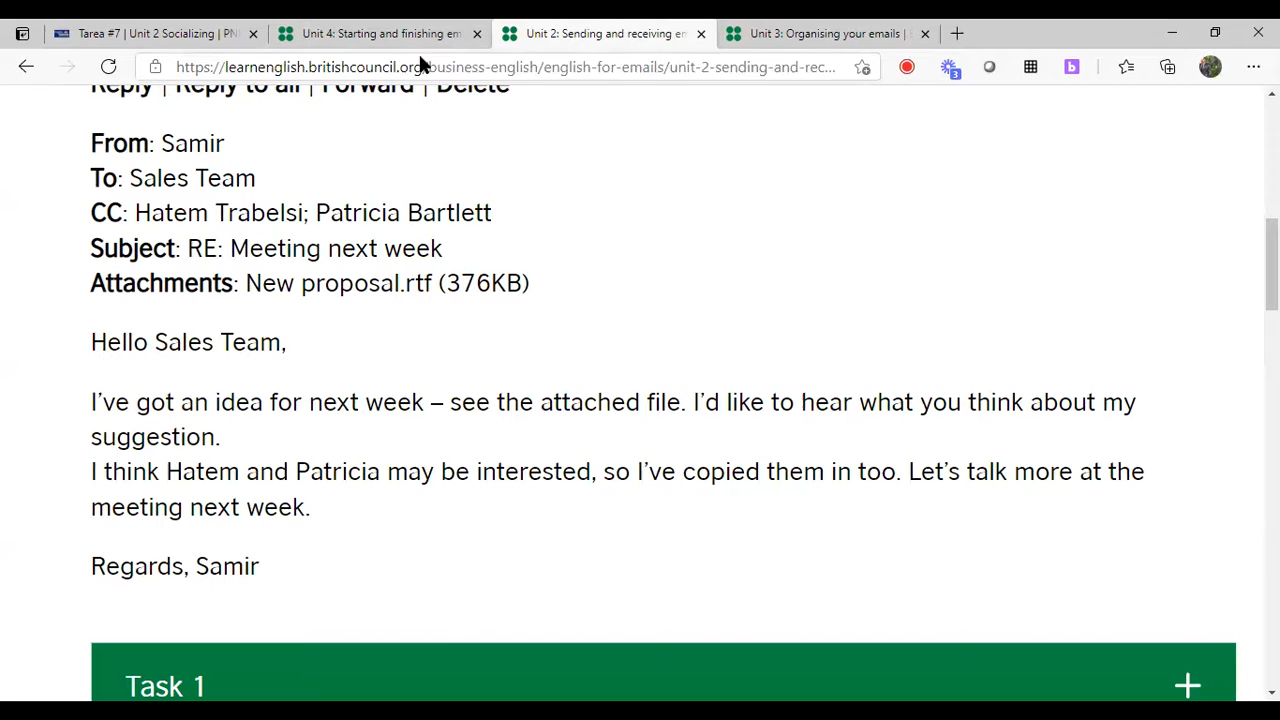 Tarea #7 | Unit 2 Socializing | PNI
Unit 4: Starting and finishing em
Unit 2: Sending and receiving em
Unit 3: Organising your emails |
https://learnenglish.britishcouncil.org/business-english/english-for-emails/unit-2-sending-and-rec...
3
b
Reply | Reply to all | Forward | Delete
From: Samir
To: Sales Team
CC: Hatem Trabelsi; Patricia Bartlett
Subject: RE: Meeting next week
Attachments: New proposal.rtf (376KB)
Hello Sales Team,
I’ve got an idea for next week – see the attached file. I’d like to hear what you think about my
suggestion.
I think Hatem and Patricia may be interested, so I’ve copied them in too. Let’s talk more at the
meeting next week.
Regards, Samir
Task 1